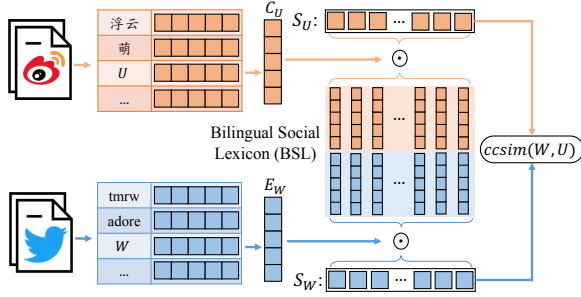 浮云
萌
U
...
C_U
S_U:
...
⊙
...
Bilingual Social
Lexicon (BSL)
...
ccsim(W,U)
tmrw
adore
W
...
E_W
⊙
S_W:
...